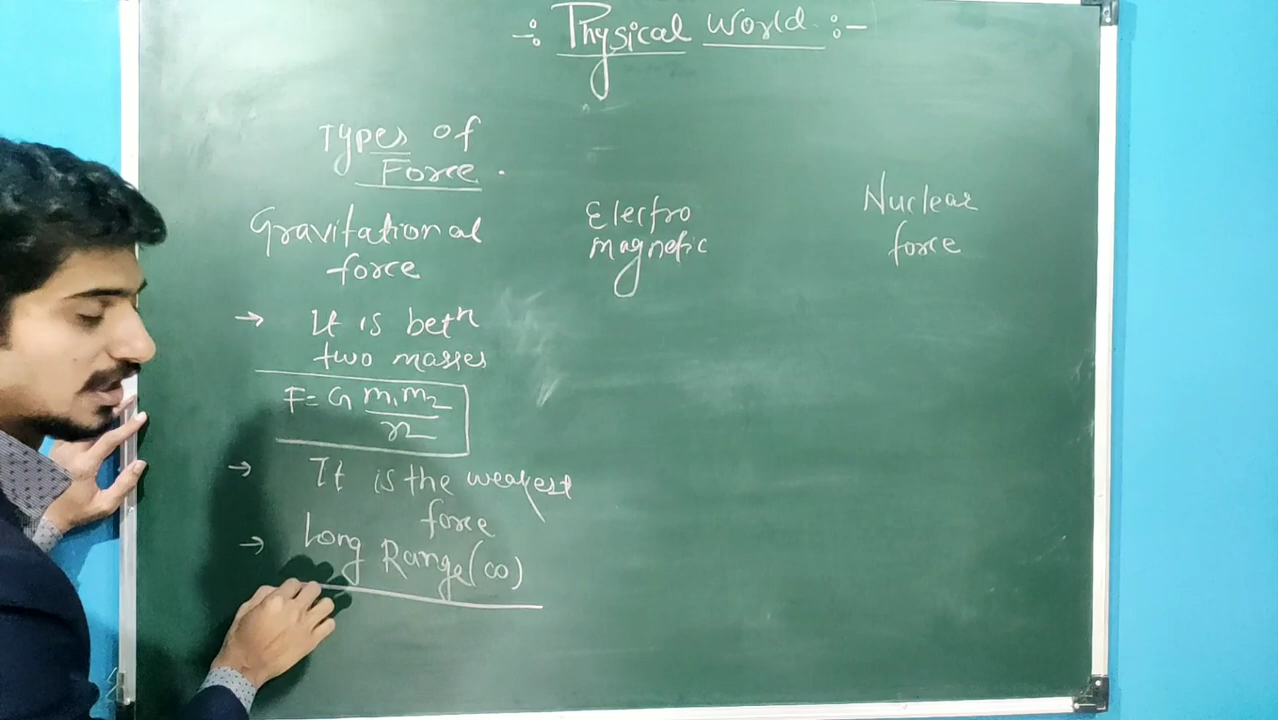 -: Physical World :-
Types of
Force.
Gravitational
force
→ It is betn
two masses
F = G m1m2
r2
→ It is the weakest
force
→ Long Range (∞)
Electro
magnetic
Nuclear
force